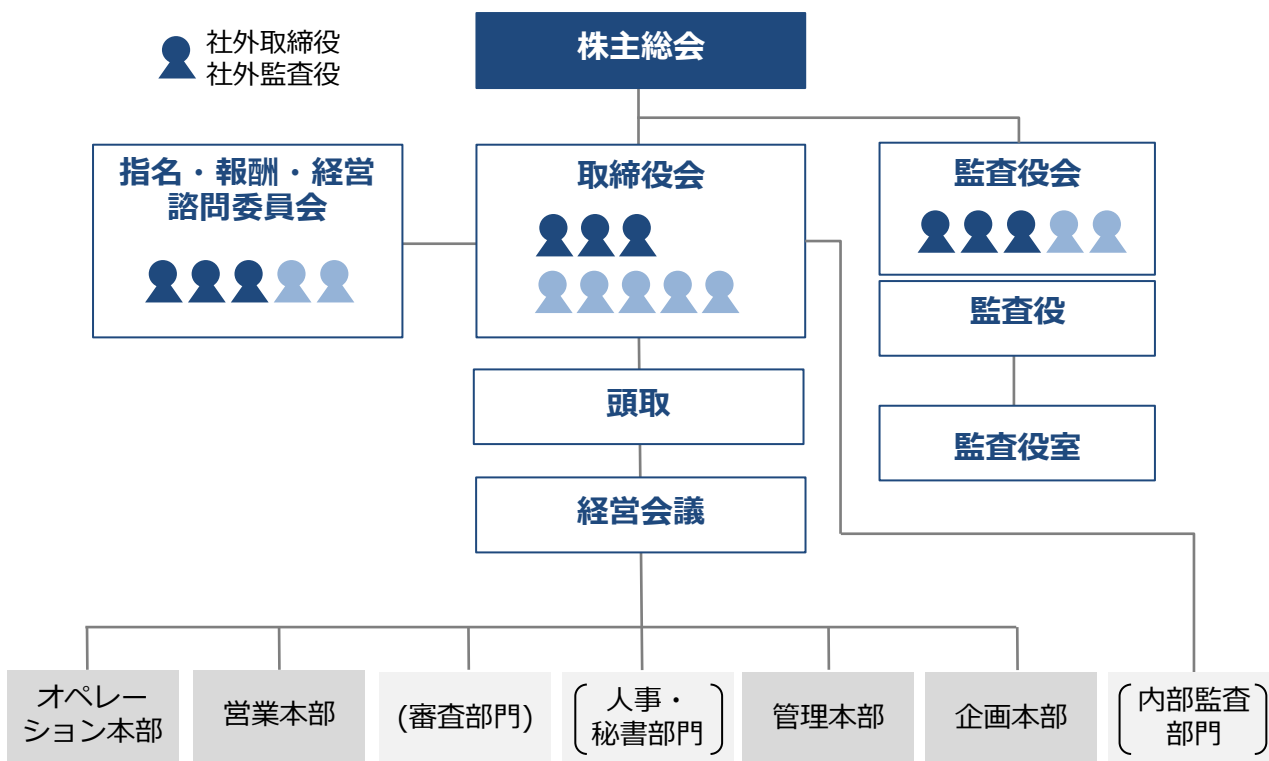 社外取締役
社外監査役
株主総会
指名・報酬・経営
諮問委員会
取締役会
監査役会
監査役
頭取
監査役室
経営会議
オペレー
ション本部
営業本部
(審査部門)
人事・
秘書部門
管理本部
企画本部
内部監査
部門